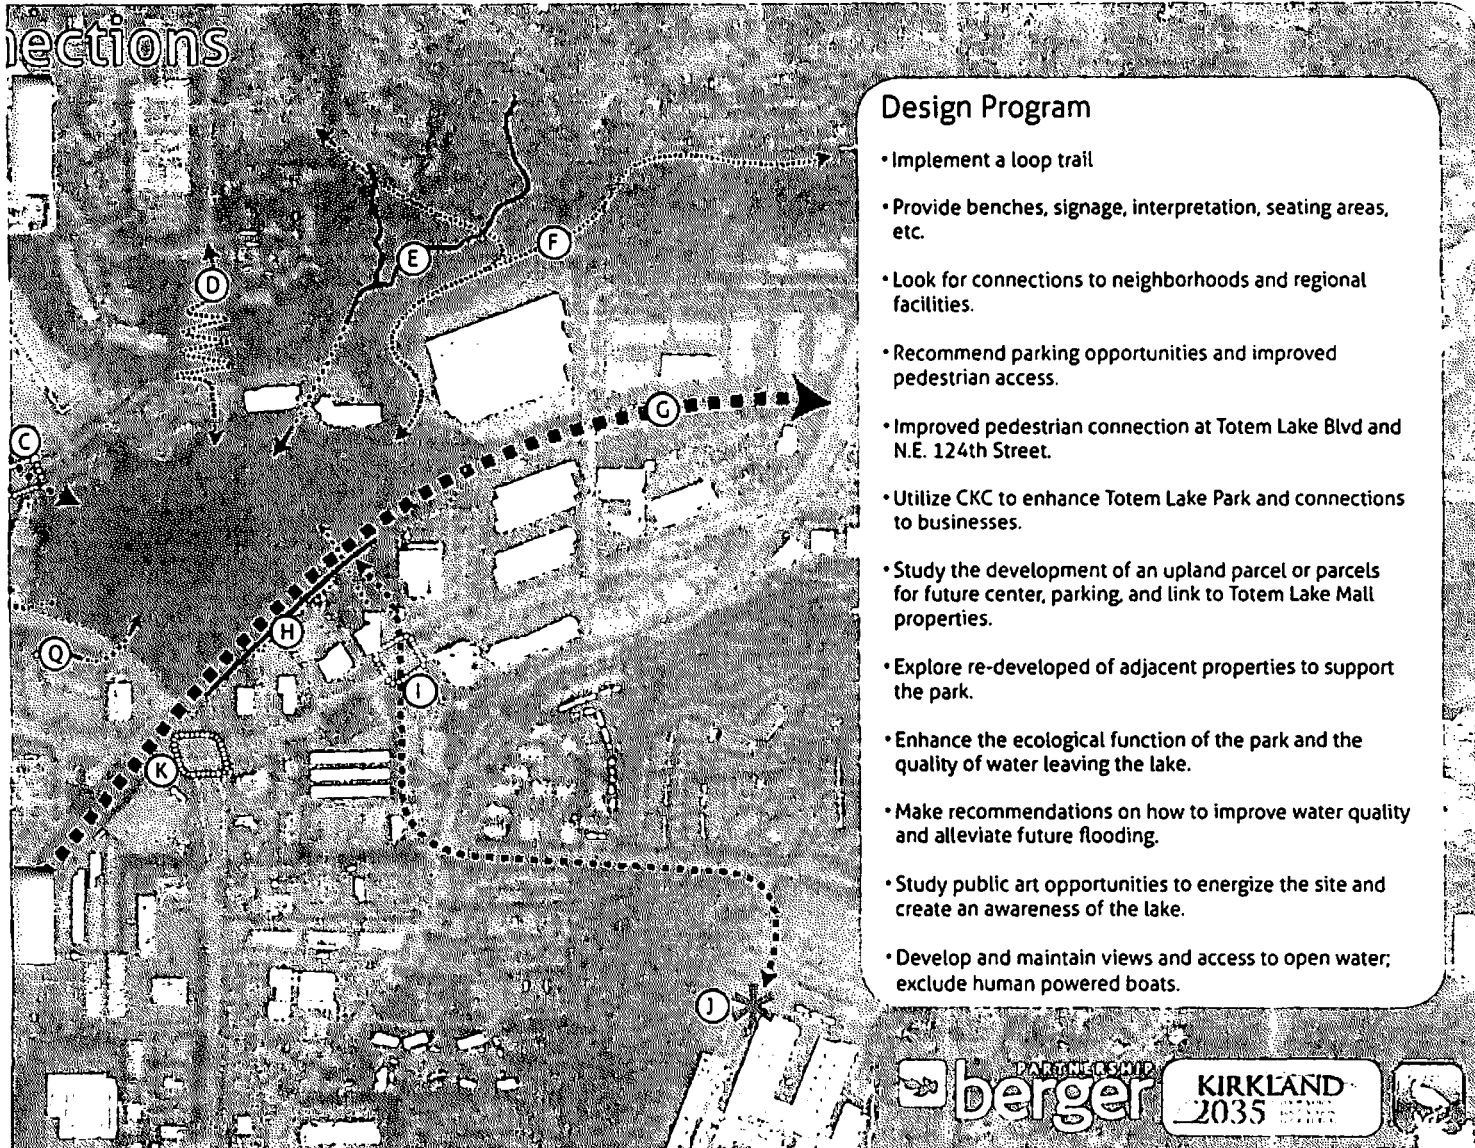 nections
Design Program
• Implement a loop trail
• Provide benches, signage, interpretation, seating areas,
etc.
• Look for connections to neighborhoods and regional
facilities.
• Recommend parking opportunities and improved
pedestrian access.
• Improved pedestrian connection at Totem Lake Blvd and
N.E. 124th Street.
• Utilize CKC to enhance Totem Lake Park and connections
to businesses.
• Study the development of an upland parcel or parcels
for future center, parking, and link to Totem Lake Mall
properties.
• Explore re-developed of adjacent properties to support
the park.
• Enhance the ecological function of the park and the
quality of water leaving the lake.
• Make recommendations on how to improve water quality
and alleviate future flooding.
• Study public art opportunities to energize the site and
create an awareness of the lake.
• Develop and maintain views and access to open water;
exclude human powered boats.
F
E
D
G
C
H
Q
I
K
J
PARTNERSHIP
berger
KIRKLAND
2035